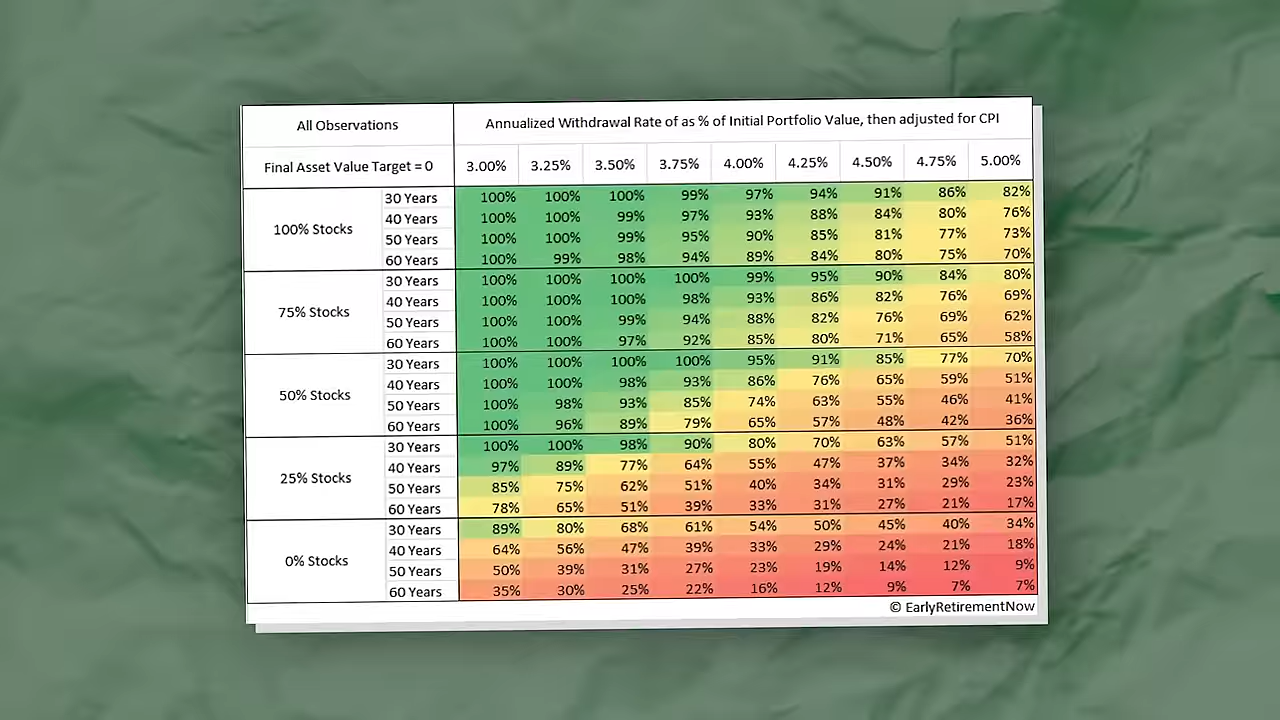 All Observations Annualized Withdrawal Rate of as % of Initial Portfolio Value, then adjusted for CPI
Final Asset Value Target = 0 3.00% 3.25% 3.50% 3.75% 4.00% 4.25% 4.50% 4.75% 5.00%
100% Stocks
30 Years 100% 100% 100% 99% 97% 94% 91% 86% 82%
40 Years 100% 100% 99% 97% 93% 88% 84% 80% 76%
50 Years 100% 100% 99% 95% 90% 85% 81% 77% 73%
60 Years 100% 99% 98% 94% 89% 84% 80% 75% 70%
75% Stocks
30 Years 100% 100% 100% 100% 99% 95% 90% 84% 80%
40 Years 100% 100% 100% 98% 93% 86% 82% 76% 69%
50 Years 100% 100% 99% 94% 88% 82% 76% 69% 62%
60 Years 100% 100% 97% 92% 85% 80% 71% 65% 58%
50% Stocks
30 Years 100% 100% 100% 100% 95% 91% 85% 77% 70%
40 Years 100% 100% 98% 93% 86% 76% 65% 59% 51%
50 Years 100% 98% 93% 85% 74% 63% 55% 46% 41%
60 Years 100% 96% 89% 79% 65% 57% 48% 42% 36%
25% Stocks
30 Years 100% 100% 98% 90% 80% 70% 63% 57% 51%
40 Years 97% 89% 77% 64% 55% 47% 37% 34% 32%
50 Years 85% 75% 62% 51% 40% 34% 31% 29% 23%
60 Years 78% 65% 51% 39% 33% 31% 27% 21% 17%
0% Stocks
30 Years 89% 80% 68% 61% 54% 50% 45% 40% 34%
40 Years 64% 56% 47% 39% 33% 29% 24% 21% 18%
50 Years 50% 39% 31% 27% 23% 19% 14% 12% 9%
60 Years 35% 30% 25% 22% 16% 12% 9% 7% 7%
© EarlyRetirementNow